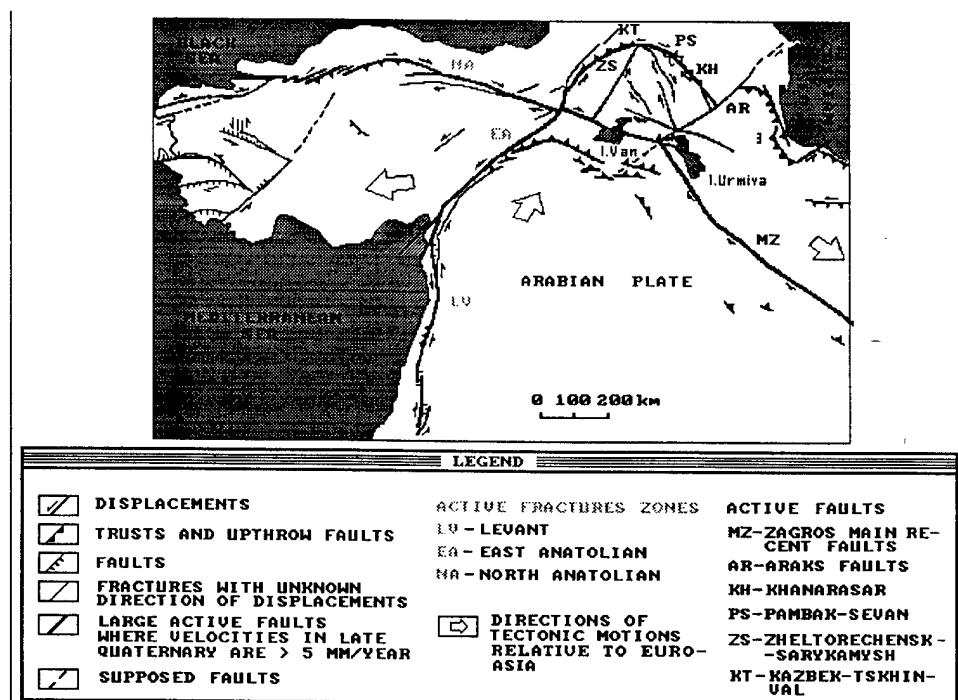 BLACK
SEA
KT
PS
NA
ZS
KH
AR
EA
l.Van
l.Urmiya
MZ
ARABIAN PLATE
LV
MEDITERRANEAN
SEA
0 100 200 km
LEGEND
DISPLACEMENTS
TRUSTS AND UPTHROW FAULTS
FAULTS
FRACTURES WITH UNKNOWN
DIRECTION OF DISPLACEMENTS
LARGE ACTIVE FAULTS
WHERE VELOCITIES IN LATE
QUATERNARY ARE > 5 MM/YEAR
SUPPOSED FAULTS
ACTIVE FRACTURES ZONES
LV-LEVANT
EA-EAST ANATOLIAN
NA-NORTH ANATOLIAN
DIRECTIONS OF
TECTONIC MOTIONS
RELATIVE TO EURO-
ASIA
ACTIVE FAULTS
MZ-ZAGROS MAIN RE-
CENT FAULTS
AR-ARAKS FAULTS
KH-KHANARASAR
PS-PAMBAK-SEVAN
ZS-ZHELTORECHENSK-
-SARYKAMYSH
KT-KAZBEK-TSKHIN-
VAL